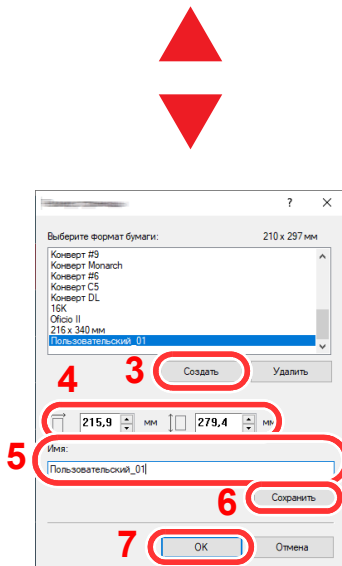 ? ×
Выберите формат бумаги: 210 x 297 мм
Конверт #9
Конверт Monarch
Конверт #6
Конверт C5
Конверт DL
16K
Oficio II
216 x 340 мм
Пользовательский_01
3 Создать Удалить
4
215,9 мм 279,4 мм
5 Имя:
Пользовательский_01
6 Сохранить
7 OK Отмена